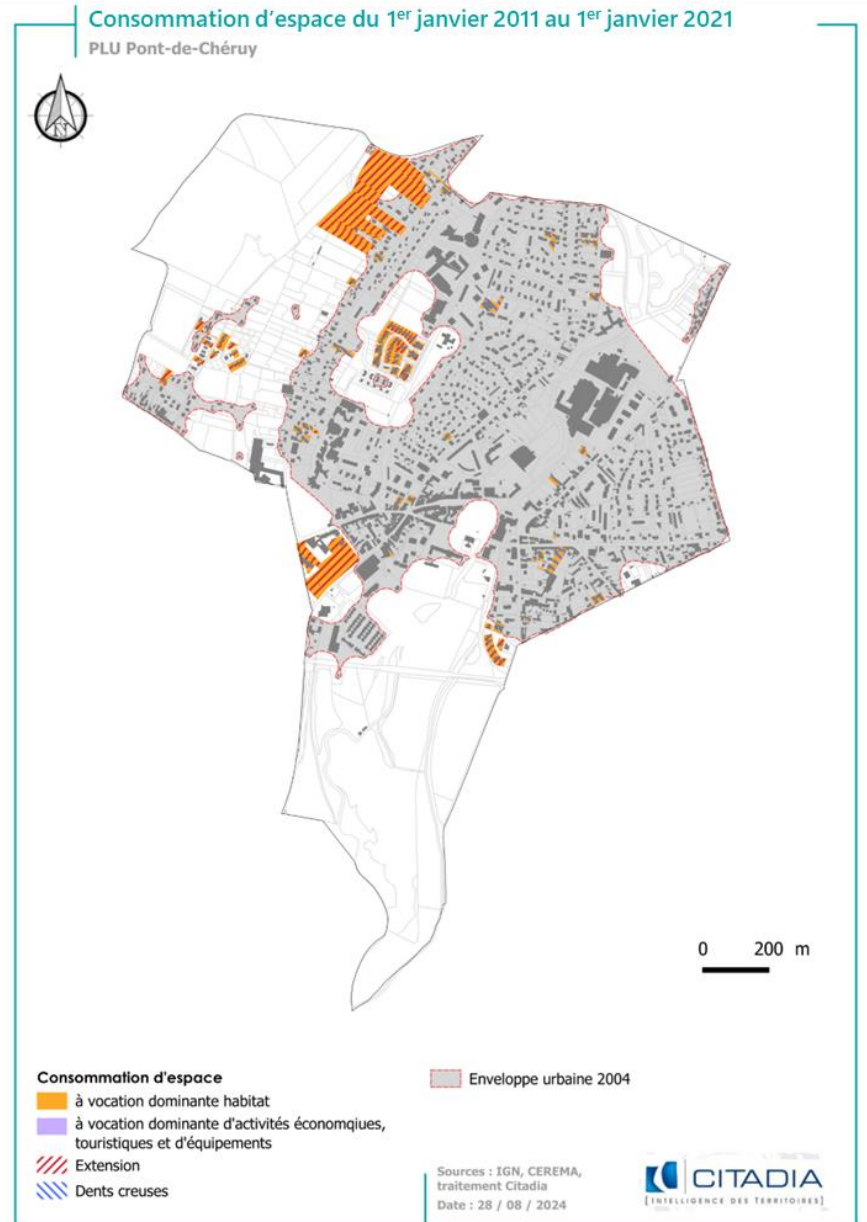 Consommation d'espace du 1er janvier 2011 au 1er janvier 2021
PLU Pont-de-Chéruy
N
0 200 m
Consommation d'espace
à vocation dominante habitat
à vocation dominante d'activités économqiues,
touristiques et d'équipements
Extension
Dents creuses
Enveloppe urbaine 2004
Sources : IGN, CEREMA,
traitement Citadia
Date : 28 / 08 / 2024
CITADIA
[INTELLIGENCE DES TERRITOIRES]